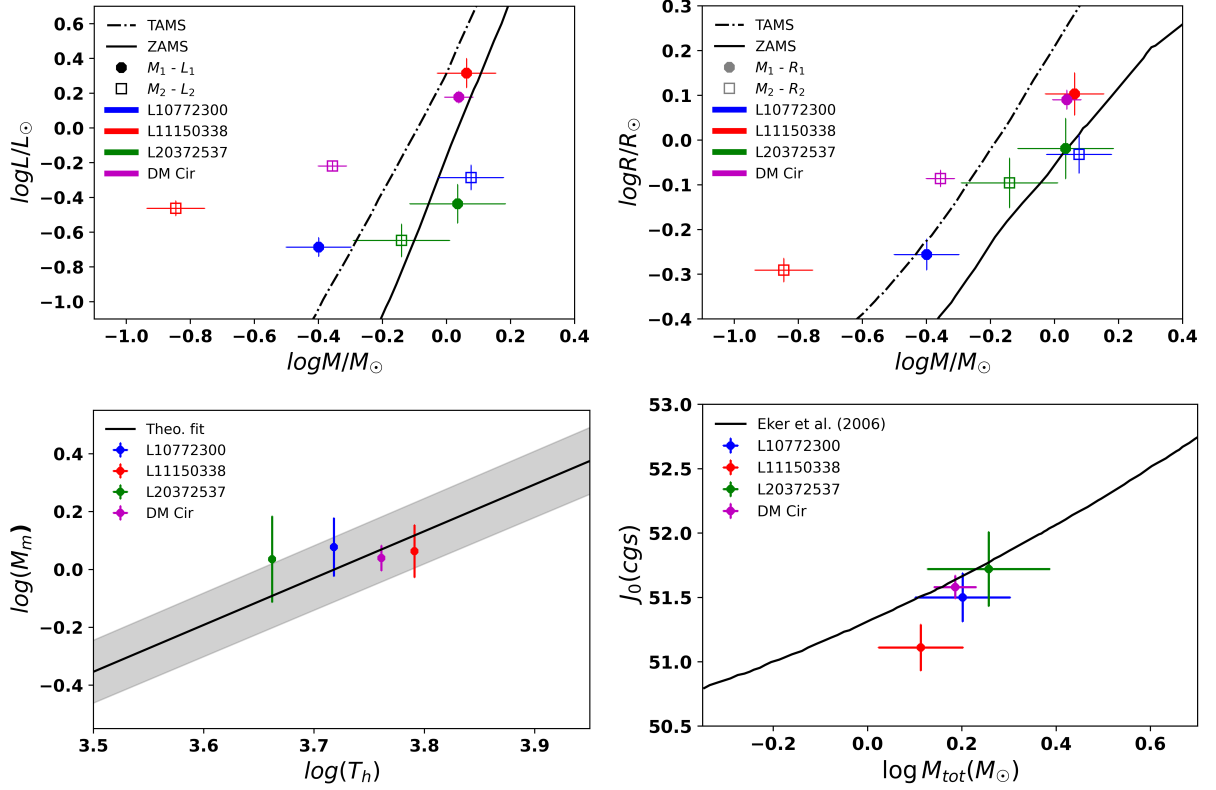 0.6
0.4
0.2
0.0
−0.2
−0.4
−0.6
−0.8
−1.0
logL/L⊙
TAMS
ZAMS
M₁ - L₁
M₂ - L₂
L10772300
L11150338
L20372537
DM Cir
−1.0 −0.8 −0.6 −0.4 −0.2 0.0 0.2 0.4
logM/M⊙
0.3
0.2
0.1
0.0
−0.1
−0.2
−0.3
−0.4
logR/R⊙
TAMS
ZAMS
M₁ - R₁
M₂ - R₂
L10772300
L11150338
L20372537
DM Cir
−1.0 −0.8 −0.6 −0.4 −0.2 0.0 0.2 0.4
logM/M⊙
0.4
0.2
0.0
−0.2
−0.4
log(Mₘ)
Theo. fit
L10772300
L11150338
L20372537
DM Cir
3.5 3.6 3.7 3.8 3.9
log(Tₕ)
53.0
52.5
52.0
51.5
51.0
50.5
J₀(cgs)
Eker et al. (2006)
L10772300
L11150338
L20372537
DM Cir
−0.2 0.0 0.2 0.4 0.6
log Mₜₒₜ(M⊙)